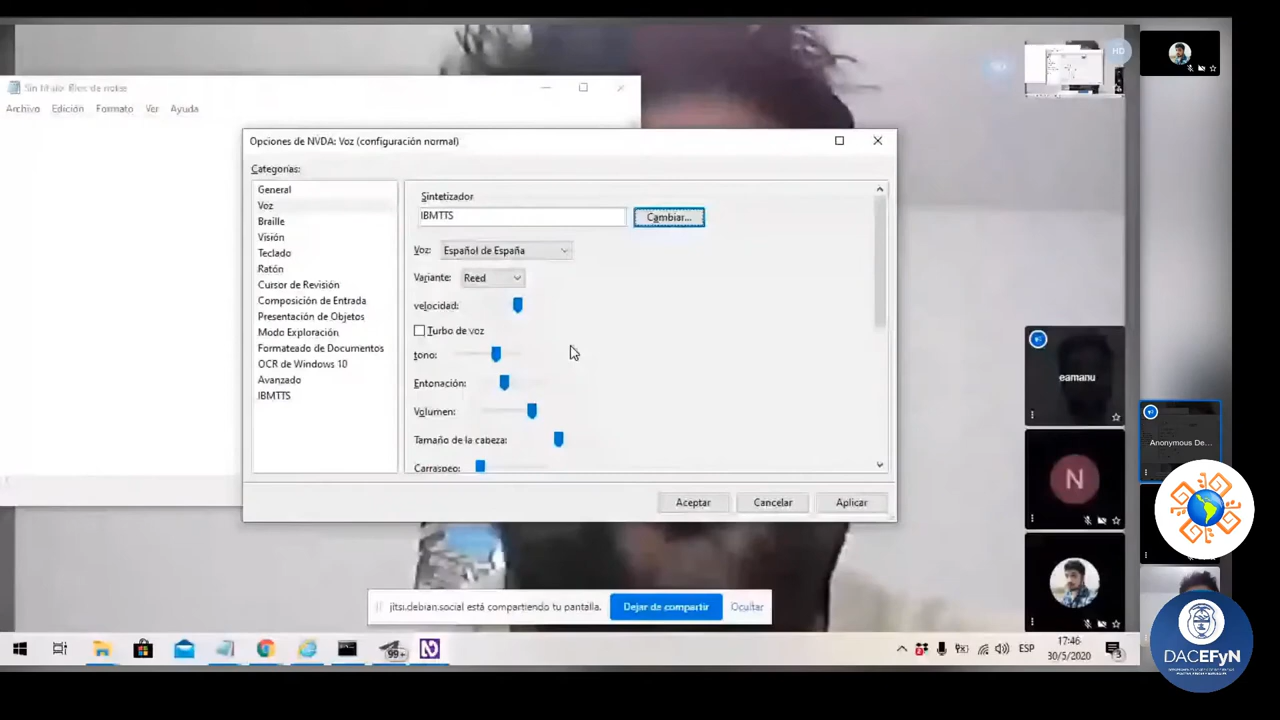 HD
Sin título: Bloc de notas
Archivo Edición Formato Ver Ayuda
Opciones de NVDA: Voz (configuración normal)
Categorías:
General
Voz
Braille
Visión
Teclado
Ratón
Cursor de Revisión
Composición de Entrada
Presentación de Objetos
Modo Exploración
Formateado de Documentos
OCR de Windows 10
Avanzado
IBMTTS
Sintetizador
IBMTTS Cambiar...
Voz: Español de España
Variante: Reed
velocidad:
Turbo de voz
tono:
Entonación:
Volumen:
Tamaño de la cabeza:
Carraspeo:
Aceptar Cancelar Aplicar
eamanu
Anonymous De...
N
jitsi.debian.social está compartiendo tu pantalla. Dejar de compartir Ocultar
99+
ESP
17:46
30/5/2020
3
DACEFyN